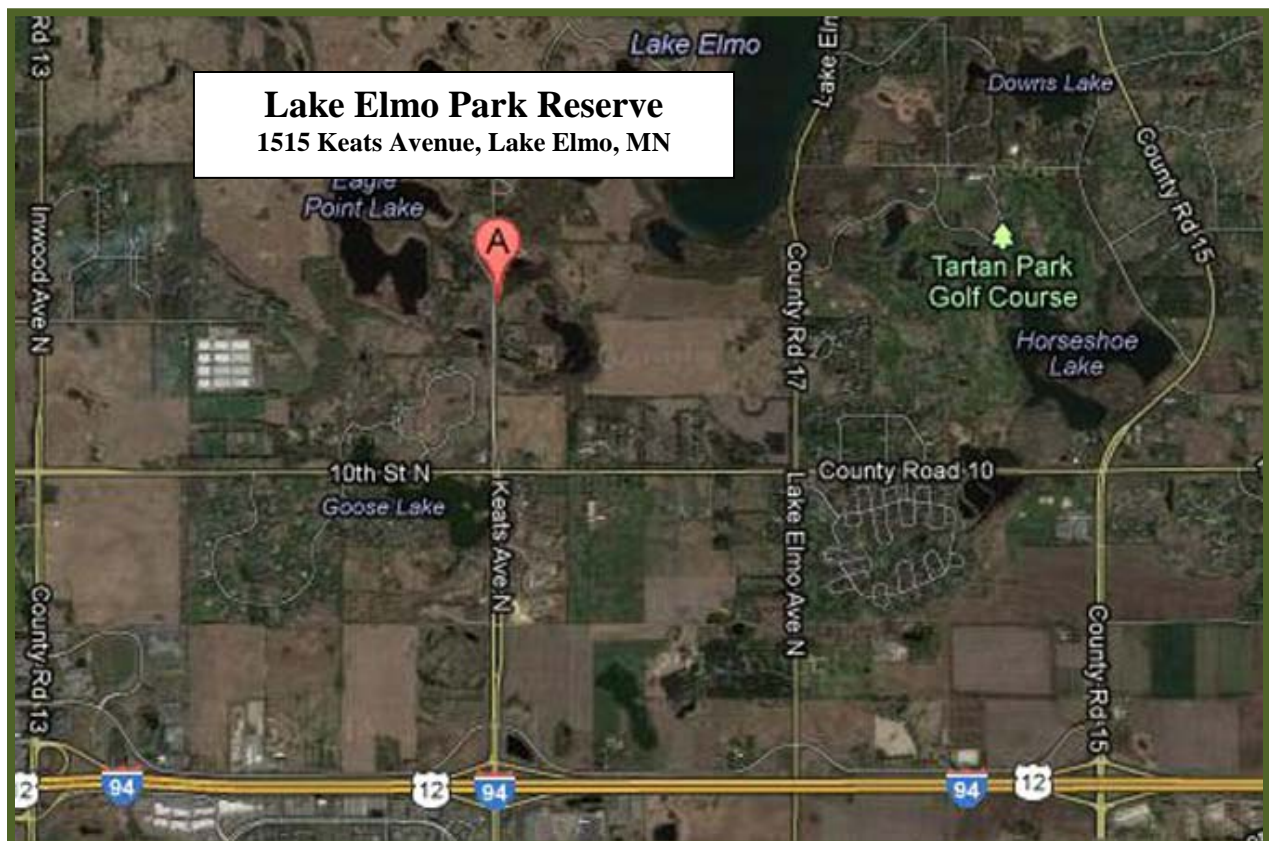 Rd 13
Lake Elmo
Lake Elm
Downs Lake
Lake Elmo Park Reserve
1515 Keats Avenue, Lake Elmo, MN
County Rd 15
Eagle
Point Lake
Inwood Ave N
A
County Rd 17
Tartan Park
Golf Course
Horseshoe
Lake
10th St N
County Road 10
Goose Lake
Keats Ave N
Lake Elmo Ave N
County Rd 13
County Rd 15
2
94
12
94
94
12